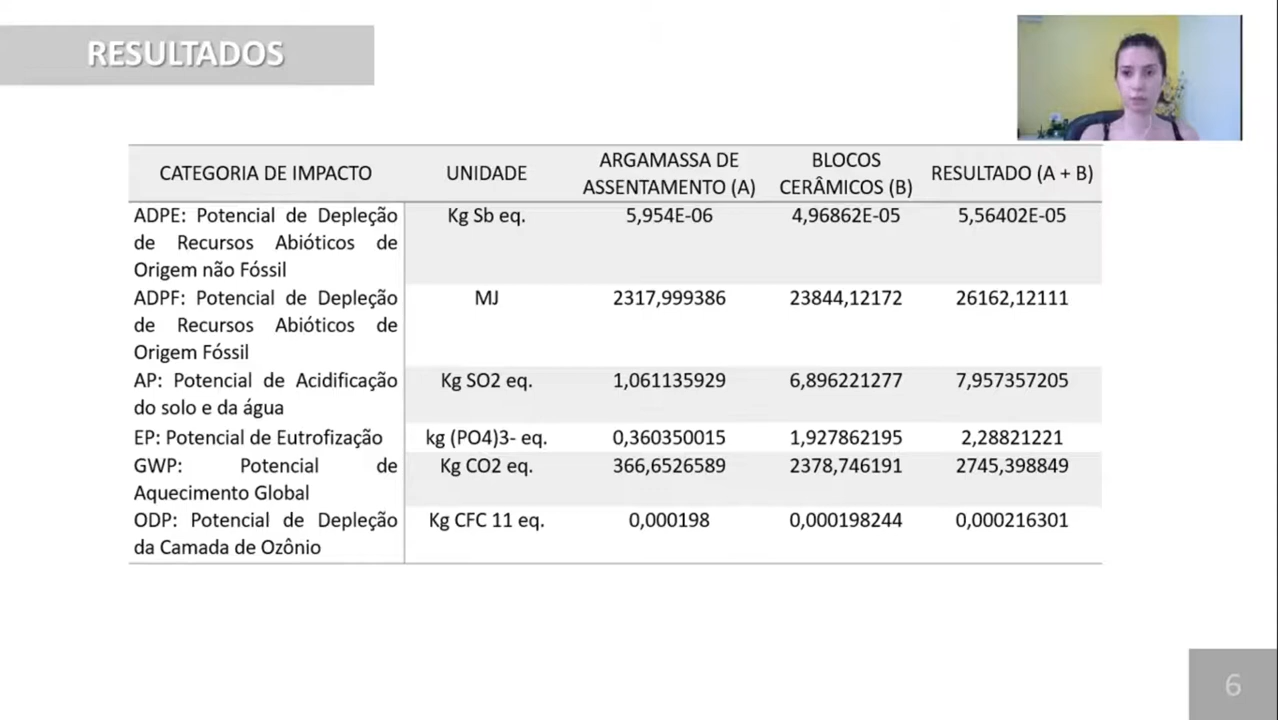 RESULTADOS
CATEGORIA DE IMPACTO
UNIDADE
ARGAMASSA DE
ASSENTAMENTO (A)
BLOCOS
CERÂMICOS (B)
RESULTADO (A + B)
ADPE: Potencial de Depleção
de Recursos Abióticos de
Origem não Fóssil
Kg Sb eq.
5,954E-06
4,96862E-05
5,56402E-05
ADPF: Potencial de Depleção
de Recursos Abióticos de
Origem Fóssil
MJ
2317,999386
23844,12172
26162,12111
AP: Potencial de Acidificação
do solo e da água
Kg SO2 eq.
1,061135929
6,896221277
7,957357205
EP: Potencial de Eutrofização
kg (PO4)3- eq.
0,360350015
1,927862195
2,28821221
GWP: Potencial de
Aquecimento Global
Kg CO2 eq.
366,6526589
2378,746191
2745,398849
ODP: Potencial de Depleção
da Camada de Ozônio
Kg CFC 11 eq.
0,000198
0,000198244
0,000216301
6